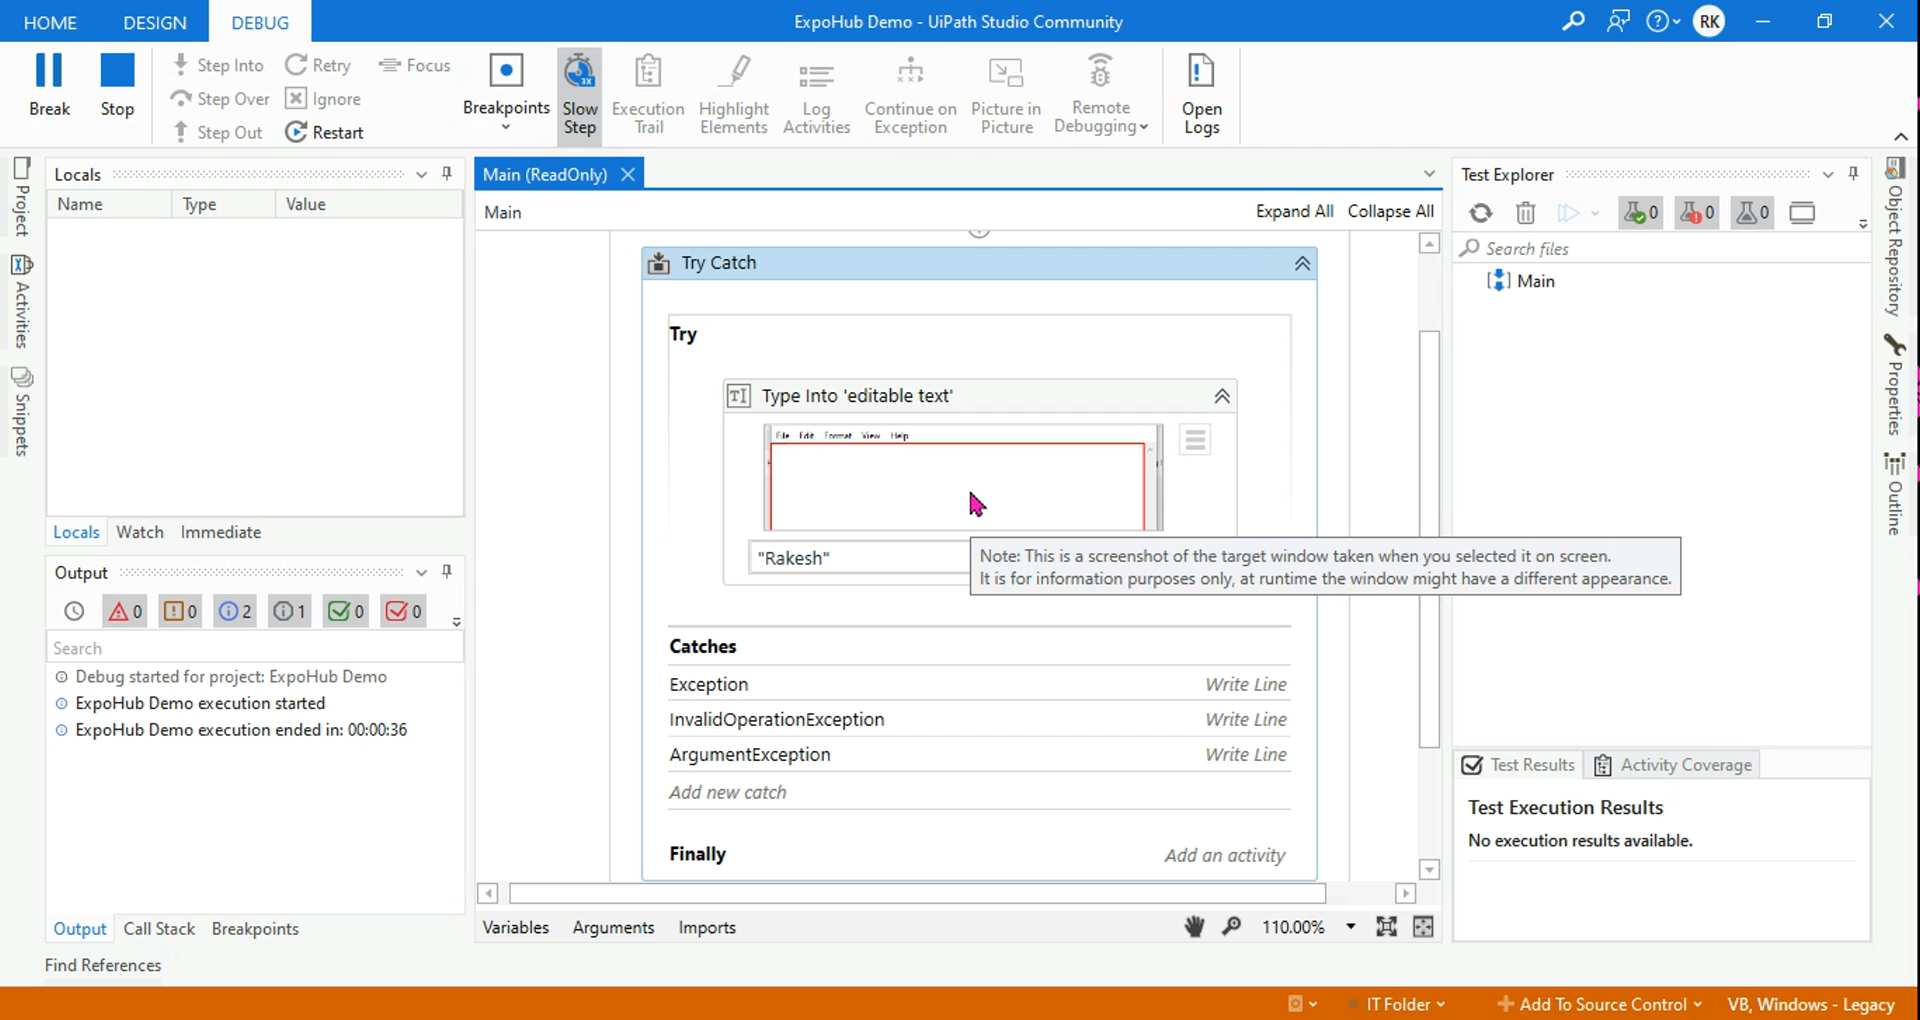 HOME DESIGN DEBUG
ExpoHub Demo - UiPath Studio Community
RK
Break
Stop
Step Into
Step Over
Step Out
Retry
Ignore
Restart
Focus
Breakpoints
Slow Step
3X
Execution Trail
Highlight Elements
Log Activities
Continue on Exception
Picture in Picture
Remote Debugging
Open Logs
Project
Activities
Snippets
Locals
Name Type Value
Locals Watch Immediate
Output
0 0 2 1 0 0
Search
Debug started for project: ExpoHub Demo
ExpoHub Demo execution started
ExpoHub Demo execution ended in: 00:00:36
Output Call Stack Breakpoints
Find References
Main (ReadOnly)
Main
Expand All Collapse All
Try Catch
Try
Type Into 'editable text'
File Edit Format View Help
"Rakesh"
Note: This is a screenshot of the target window taken when you selected it on screen.
It is for information purposes only, at runtime the window might have a different appearance.
Catches
Exception Write Line
InvalidOperationException Write Line
ArgumentException Write Line
Add new catch
Finally Add an activity
Variables Arguments Imports
110.00%
Test Explorer
0 0 0
Search files
Main
Test Results Activity Coverage
Test Execution Results
No execution results available.
Object Repository
Properties
Outline
IT Folder
Add To Source Control
VB, Windows - Legacy